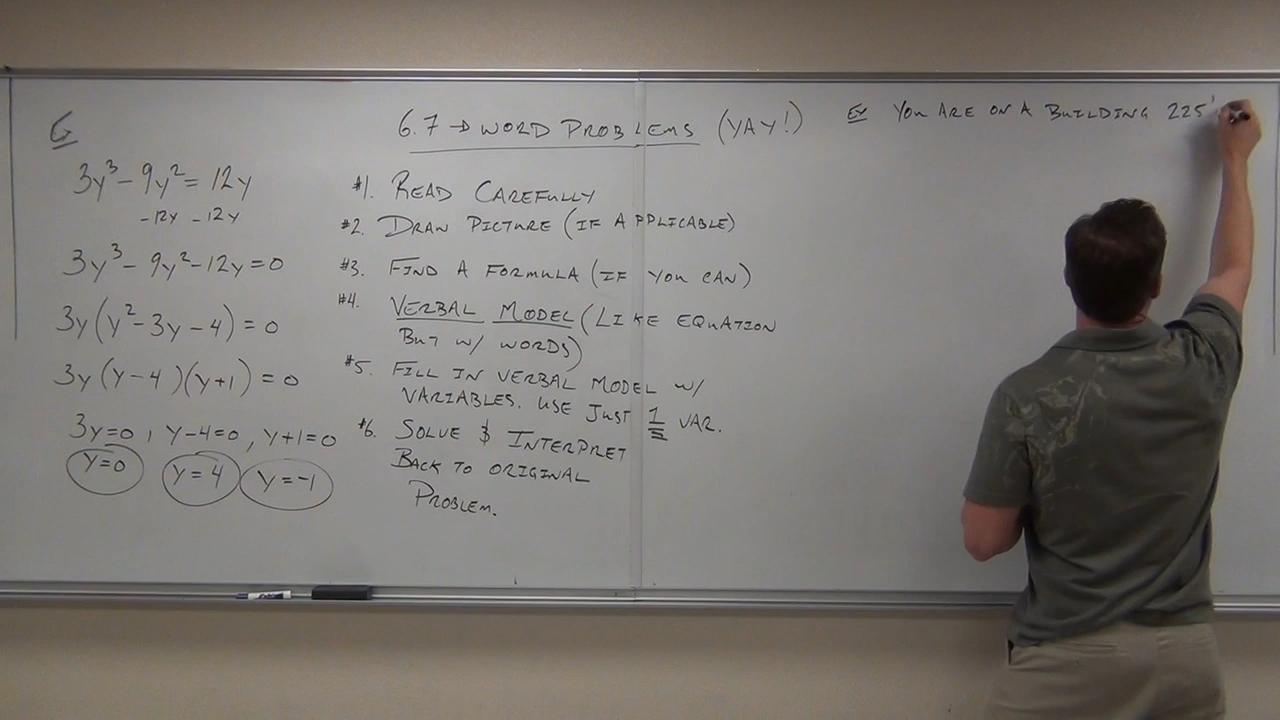 G
3y³ - 9y² = 12y
-12y -12y
3y³ - 9y² - 12y = 0
3y(y² - 3y - 4) = 0
3y(y-4)(y+1) = 0
3y=0, y-4=0, y+1=0
y=0 y=4 y=-1
6.7 → WORD PROBLEMS (YAY!)
#1. READ CAREFULLY
#2. DRAW PICTURE (IF APPLICABLE)
#3. FIND A FORMULA (IF YOU CAN)
#4. VERBAL MODEL (LIKE EQUATION
BUT W/ WORDS)
#5. FILL IN VERBAL MODEL W/
VARIABLES. USE JUST 1 VAR.
#6. SOLVE & INTERPRET
BACK TO ORIGINAL
PROBLEM.
EX YOU ARE ON A BUILDING 225'